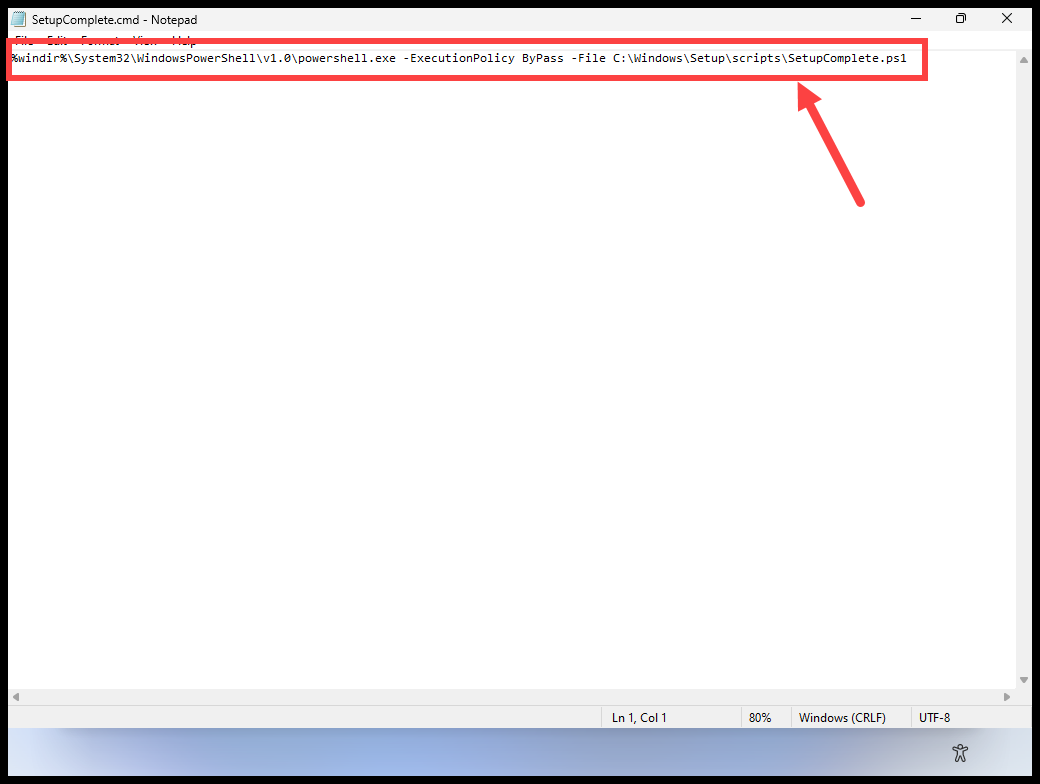 SetupComplete.cmd - Notepad
File Edit Format View Help
%windir%\System32\WindowsPowerShell\v1.0\powershell.exe -ExecutionPolicy ByPass -File C:\Windows\Setup\scripts\SetupComplete.ps1
Ln 1, Col 1 80% Windows (CRLF) UTF-8